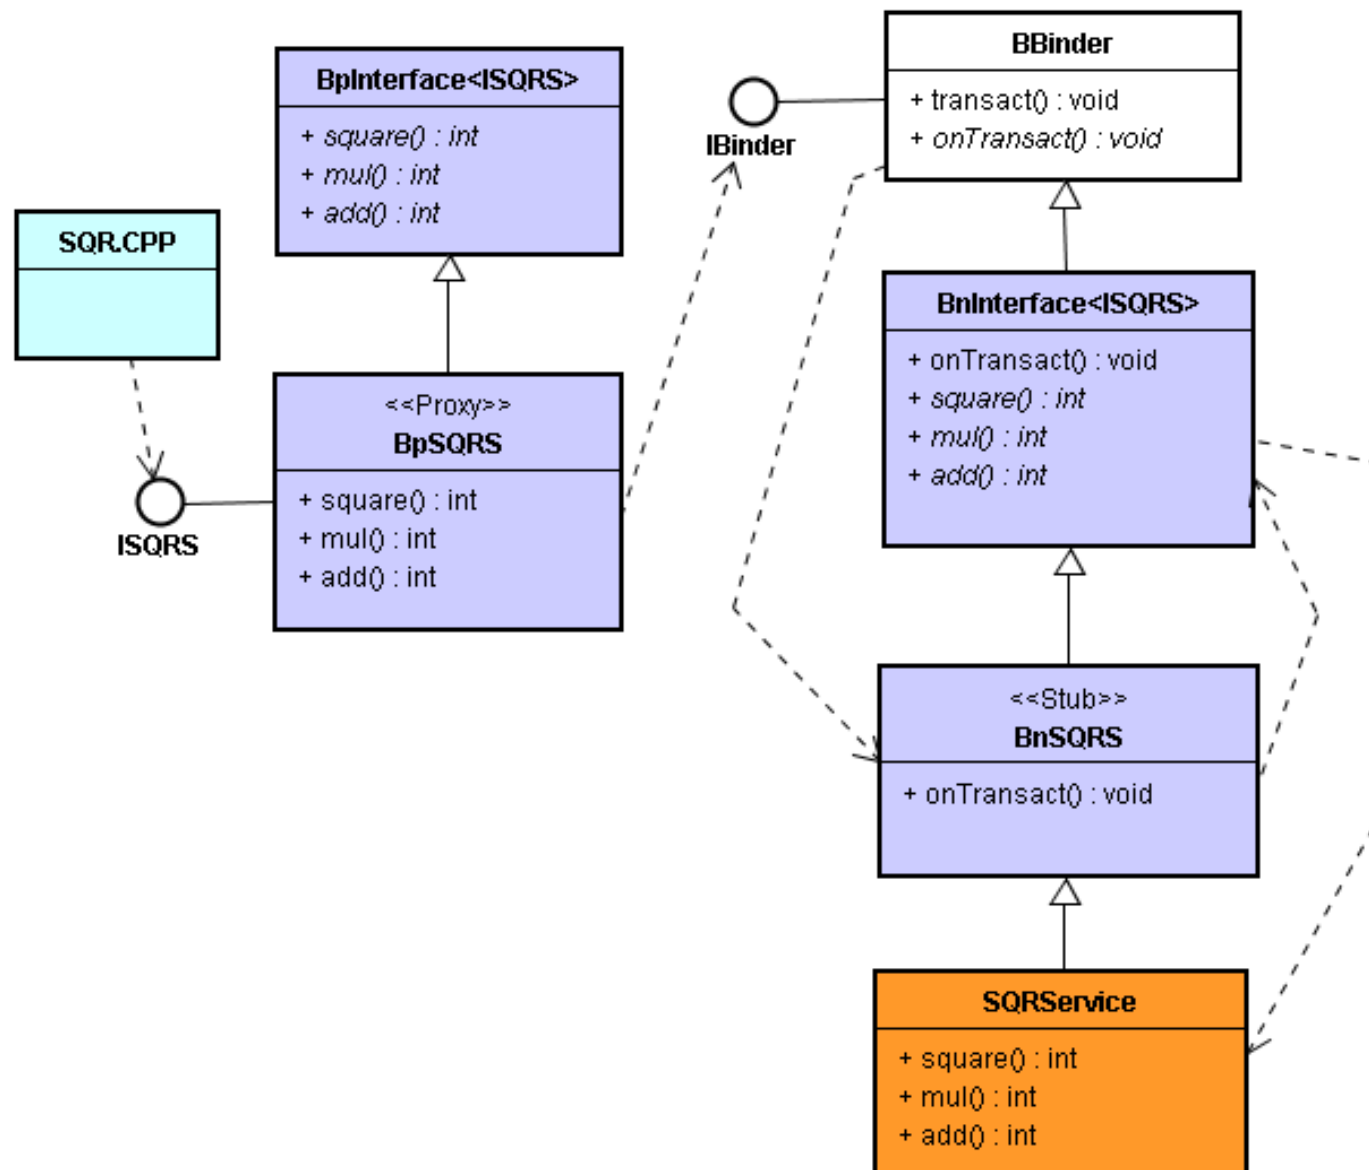 BpInterface<ISQRS>
+ square() : int
+ mul() : int
+ add() : int
SQR.CPP
ISQRS
<<Proxy>>
BpSQRS
+ square() : int
+ mul() : int
+ add() : int
IBinder
BBinder
+ transact() : void
+ onTransact() : void
BnInterface<ISQRS>
+ onTransact() : void
+ square() : int
+ mul() : int
+ add() : int
<<Stub>>
BnSQRS
+ onTransact() : void
SQRService
+ square() : int
+ mul() : int
+ add() : int